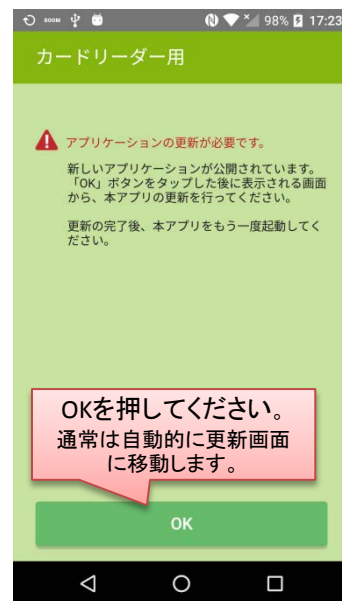 98% 17:23
カードリーダー用
アプリケーションの更新が必要です。
新しいアプリケーションが公開されています。
「OK」ボタンをタップした後に表示される画面
から、本アプリの更新を行ってください。
更新の完了後、本アプリをもう一度起動してく
ださい。
OKを押してください。
通常は自動的に更新画面
に移動します。
OK